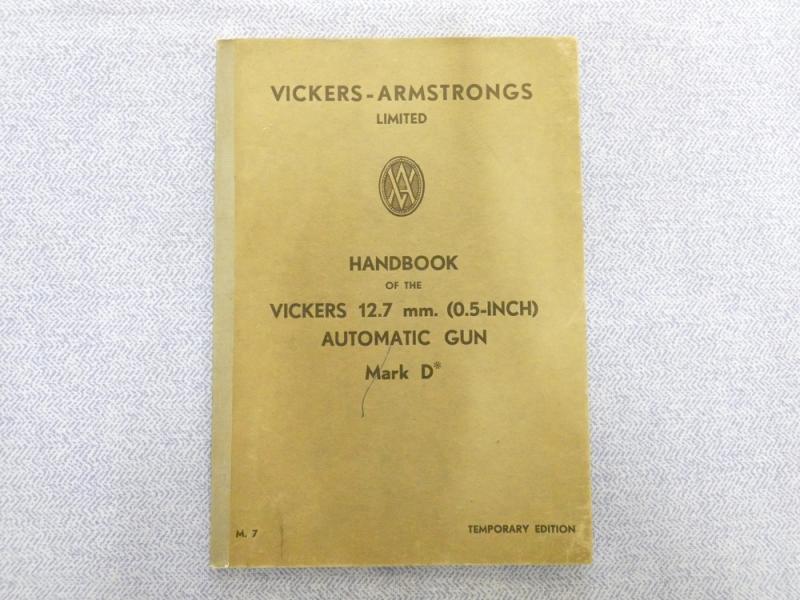 VICKERS-ARMSTRONGS
LIMITED
VA
HANDBOOK
OF THE
VICKERS 12.7 mm. (0.5-INCH)
AUTOMATIC GUN
Mark D*
M. 7
TEMPORARY EDITION